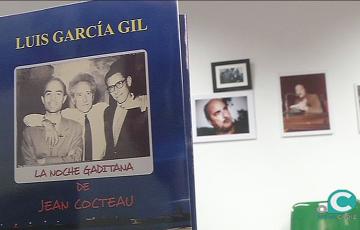 LUIS GARCÍA GIL
LA NOCHE GADITANA
DE
JEAN COCTEAU